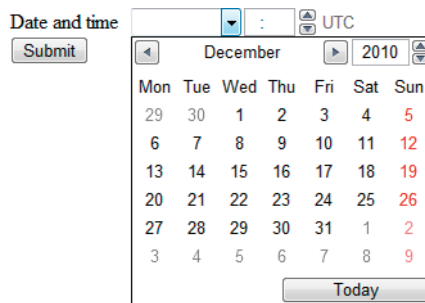 Date and time : UTC
Submit
December 2010
Mon Tue Wed Thu Fri Sat Sun
29 30 1 2 3 4 5
6 7 8 9 10 11 12
13 14 15 16 17 18 19
20 21 22 23 24 25 26
27 28 29 30 31 1 2
3 4 5 6 7 8 9
Today